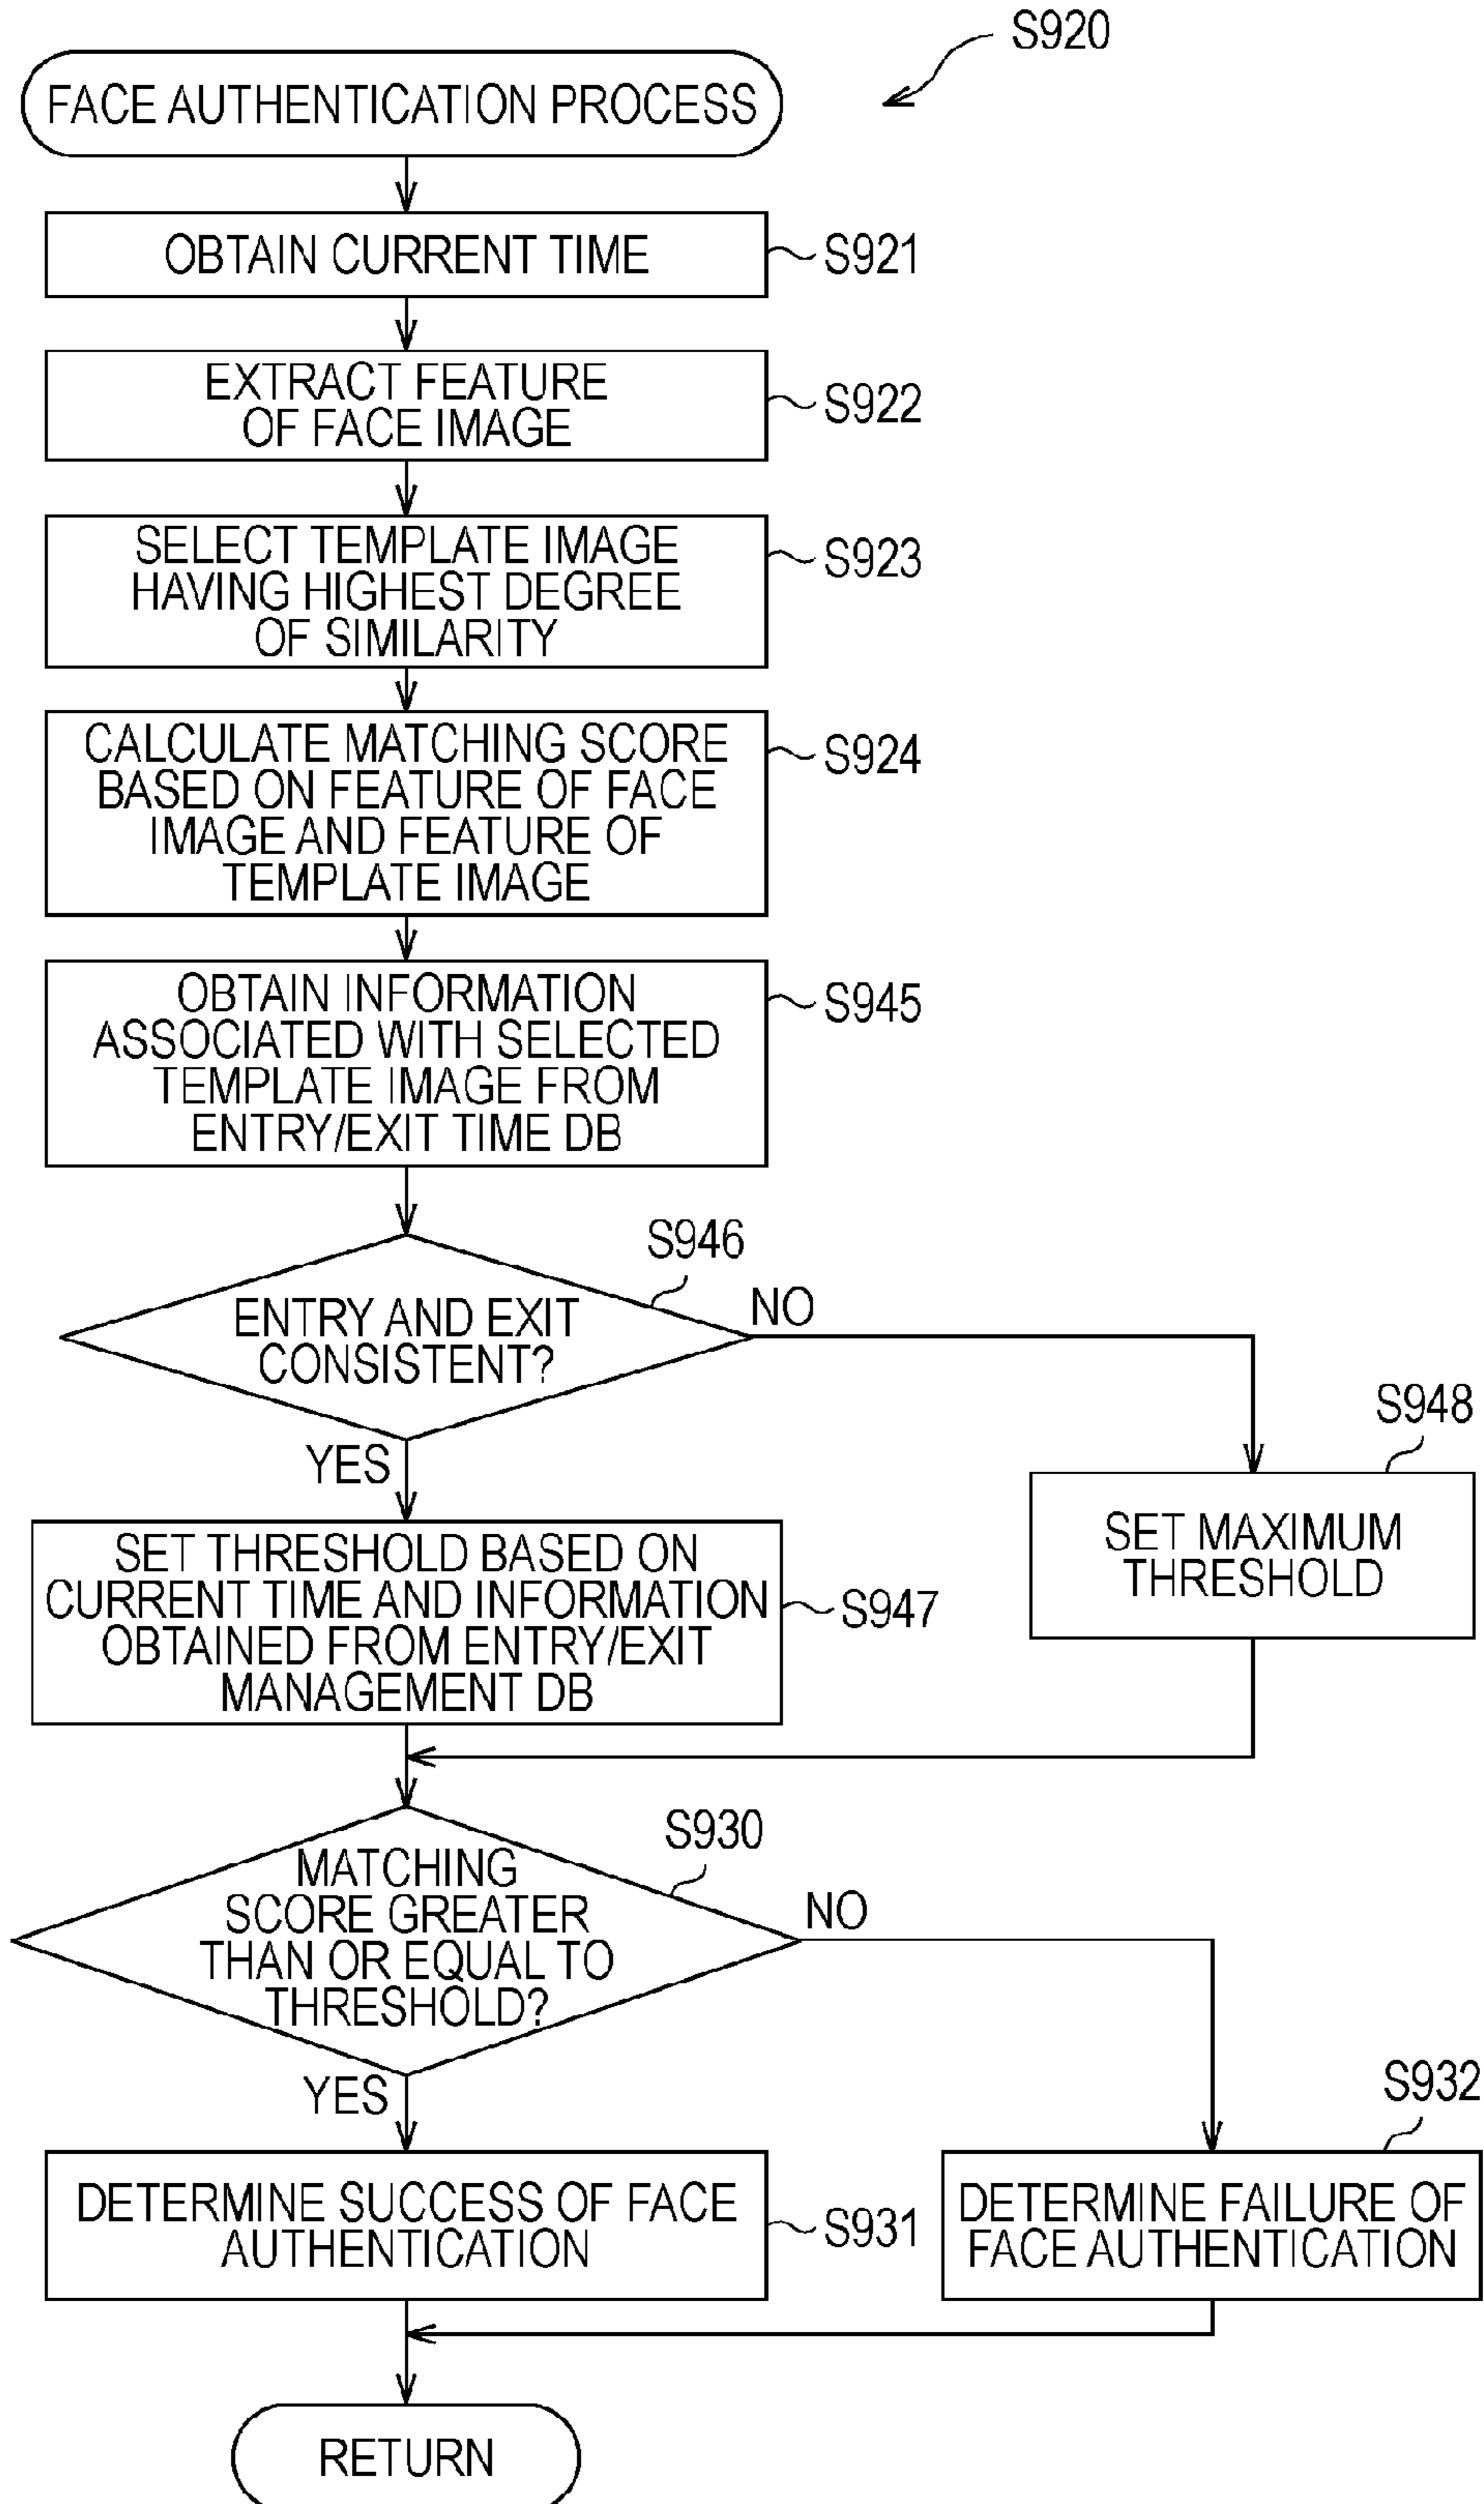 S920
FACE AUTHENTICATION PROCESS
OBTAIN CURRENT TIME
S921
EXTRACT FEATURE
OF FACE IMAGE
S922
SELECT TEMPLATE IMAGE
HAVING HIGHEST DEGREE
OF SIMILARITY
S923
CALCULATE MATCHING SCORE
BASED ON FEATURE OF FACE
IMAGE AND FEATURE OF
TEMPLATE IMAGE
S924
OBTAIN INFORMATION
ASSOCIATED WITH SELECTED
TEMPLATE IMAGE FROM
ENTRY/EXIT TIME DB
S945
S946
ENTRY AND EXIT
CONSISTENT?
NO
YES
S948
SET MAXIMUM
THRESHOLD
SET THRESHOLD BASED ON
CURRENT TIME AND INFORMATION
OBTAINED FROM ENTRY/EXIT
MANAGEMENT DB
S947
S930
MATCHING
SCORE GREATER
THAN OR EQUAL TO
THRESHOLD?
NO
YES
S932
DETERMINE SUCCESS OF FACE
AUTHENTICATION
S931
DETERMINE FAILURE OF
FACE AUTHENTICATION
RETURN